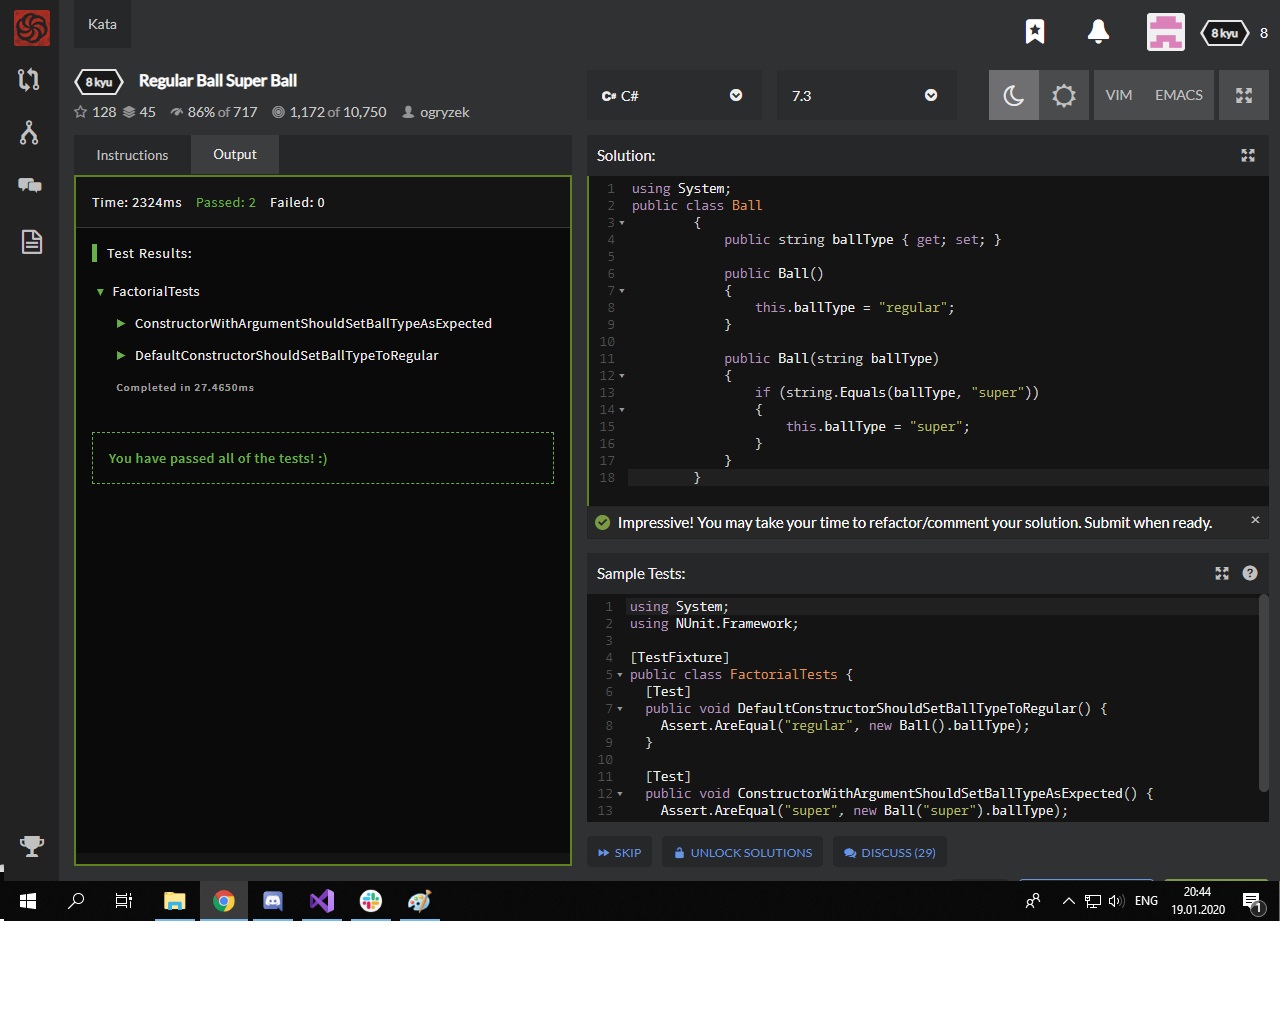 Kata
8 kyu 8
8 kyu Regular Ball Super Ball
128 45 86% of 717 1,172 of 10,750 ogryzek
C# C#
7.3
VIM EMACS
Instructions Output
Time: 2324ms Passed: 2 Failed: 0
Test Results:
▼ FactorialTests
▶ ConstructorWithArgumentShouldSetBallTypeAsExpected
▶ DefaultConstructorShouldSetBallTypeToRegular
Completed in 27.4650ms
You have passed all of the tests! :)
Solution:
1 using System;
2 public class Ball
3 {
4 public string ballType { get; set; }
5
6 public Ball()
7 {
8 this.ballType = "regular";
9 }
10
11 public Ball(string ballType)
12 {
13 if (string.Equals(ballType, "super"))
14 {
15 this.ballType = "super";
16 }
17 }
18 }
Impressive! You may take your time to refactor/comment your solution. Submit when ready. ×
Sample Tests: ?
1 using System;
2 using NUnit.Framework;
3
4 [TestFixture]
5 public class FactorialTests {
6 [Test]
7 public void DefaultConstructorShouldSetBallTypeToRegular() {
8 Assert.AreEqual("regular", new Ball().ballType);
9 }
10
11 [Test]
12 public void ConstructorWithArgumentShouldSetBallTypeAsExpected() {
13 Assert.AreEqual("super", new Ball("super").ballType);
SKIP UNLOCK SOLUTIONS DISCUSS (29)
ENG
20:44
19.01.2020
1